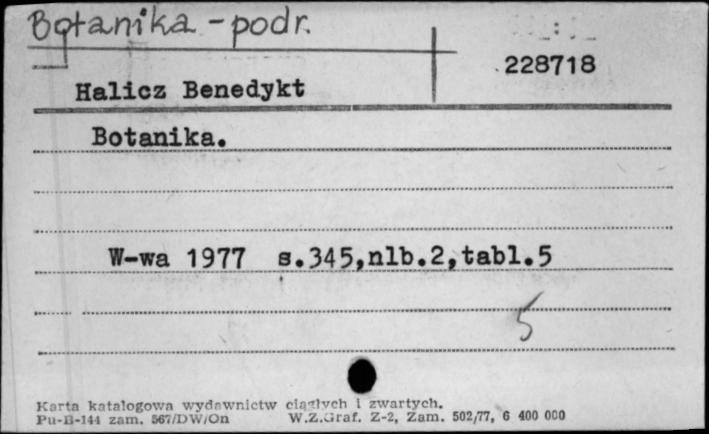 Botanika - podr.
228718
Halicz Benedykt
Botanika.
W-wa 1977 s.345,nlb.2,tabl.5
5
Karta katalogowa wydawnictw ciągłych i zwartych.
Pu-B-144 zam. 567/DW/On W.Z.Graf. Z-2, Zam. 502/77, 6 400 000